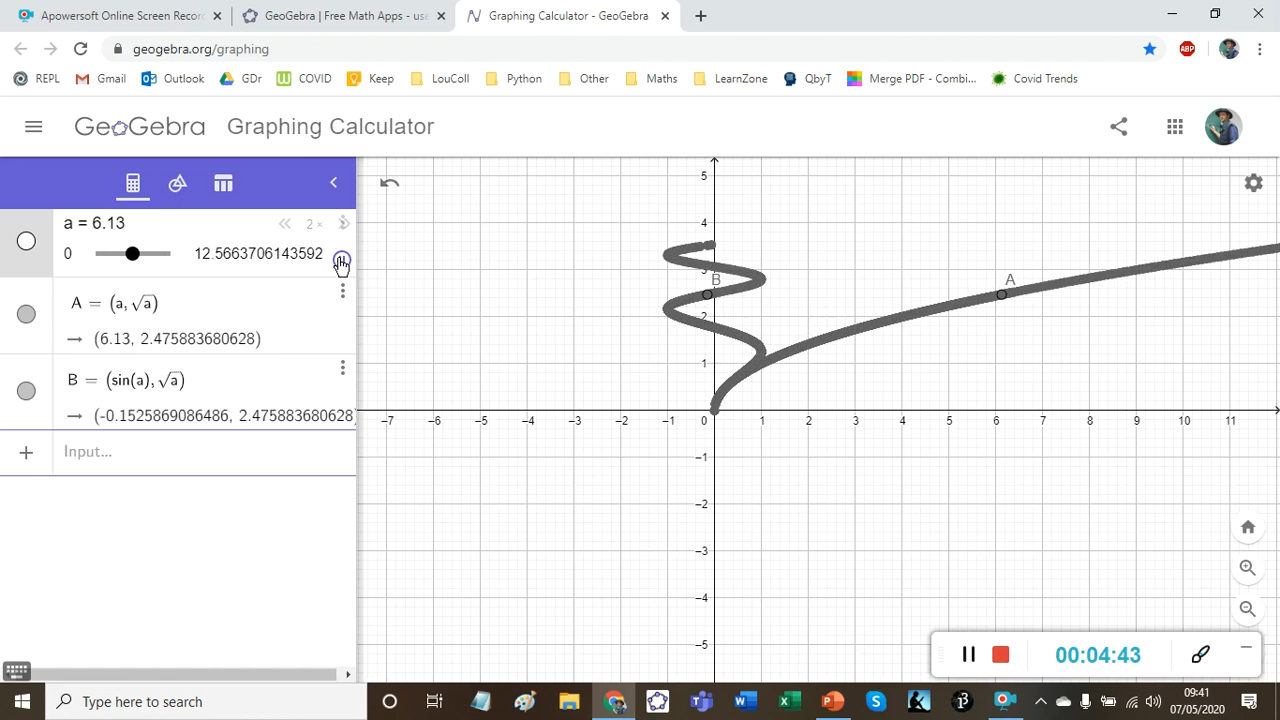 Apowersoft Online Screen Recor
GeoGebra | Free Math Apps - use
Graphing Calculator - GeoGebra
geogebra.org/graphing
ABP
REPL Gmail Outlook GDr COVID Keep LouColl Python Other Maths LearnZone QbyT Merge PDF - Combi... Covid Trends
GeoGebra Graphing Calculator
a = 6.13
2 ×
0 12.5663706143592
A = (a, √a)
→ (6.13, 2.475883680628)
B = (sin(a), √a)
→ (-0.1525869086486, 2.475883680628)
+ Input...
5
4
3
B A
2
1
−7 −6 −5 −4 −3 −2 −1 0 1 2 3 4 5 6 7 8 9 10 11
−1
−2
−3
−4
−5
00:04:43
Type here to search
09:41
07/05/2020